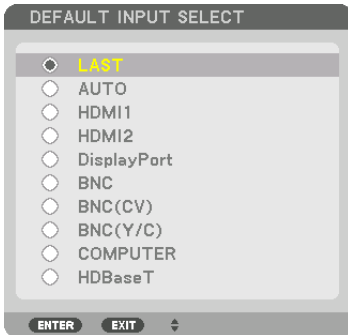 DEFAULT INPUT SELECT
LAST
AUTO
HDMI1
HDMI2
DisplayPort
BNC
BNC(CV)
BNC(Y/C)
COMPUTER
HDBaseT
ENTER EXIT